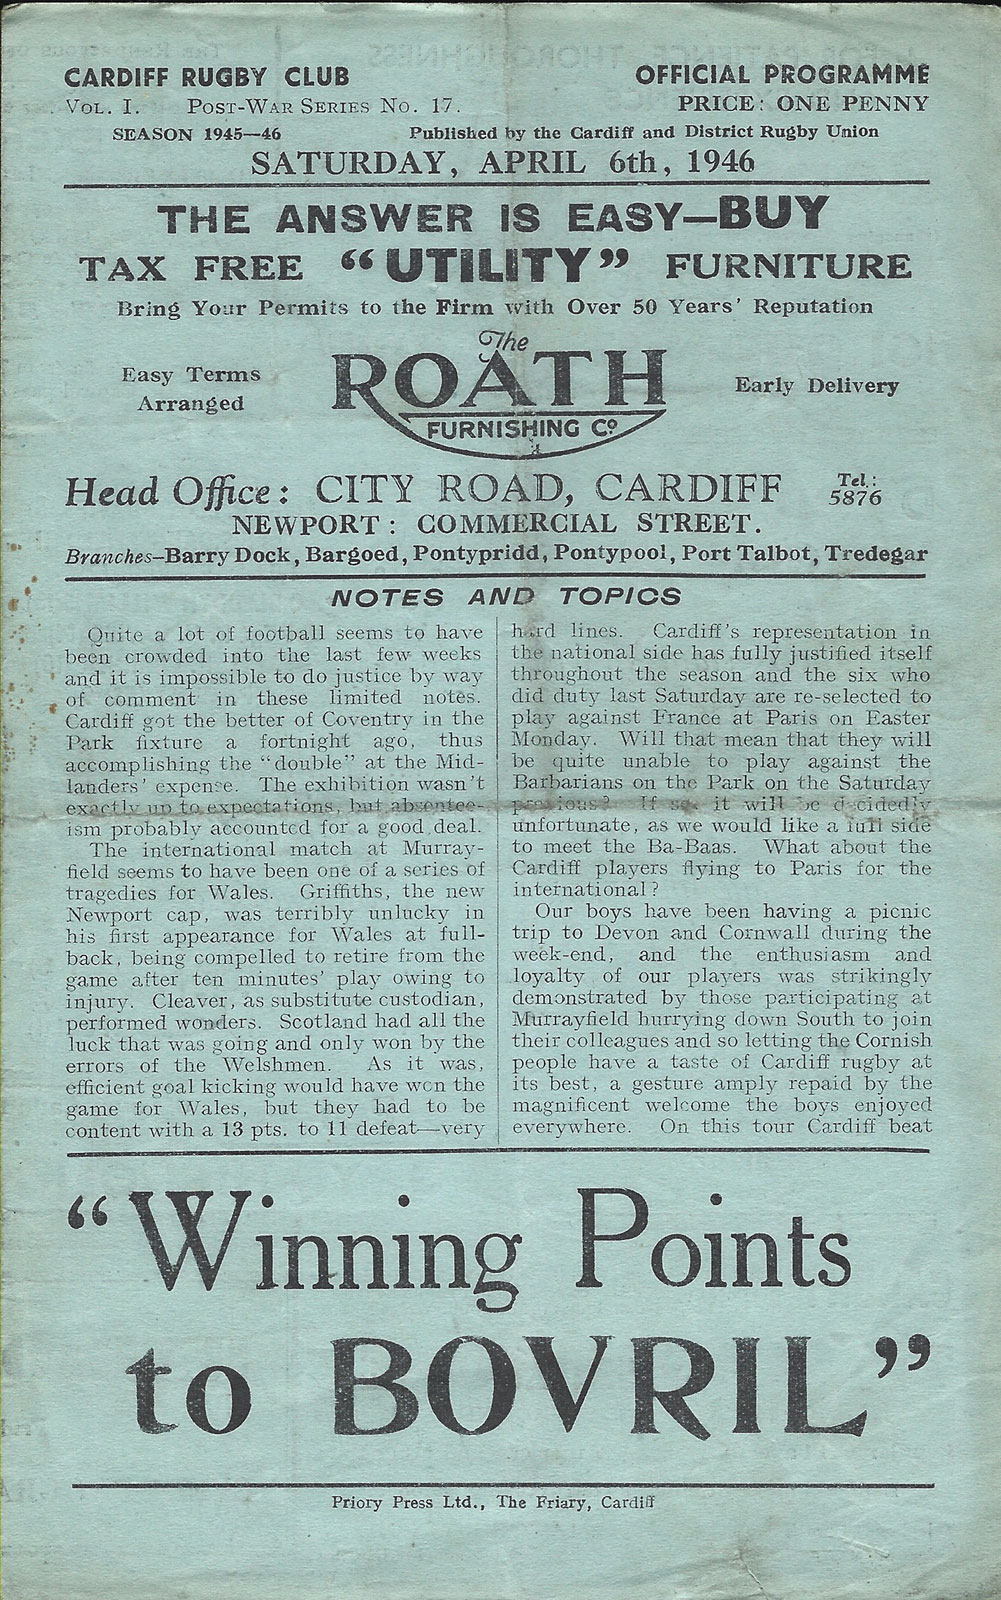 CARDIFF RUGBY CLUB
OFFICIAL PROGRAMME
VOL. I. POST-WAR SERIES NO. 17.
PRICE: ONE PENNY
SEASON 1945—46
Published by the Cardiff and District Rugby Union
SATURDAY, APRIL 6th, 1946
THE ANSWER IS EASY—BUY
TAX FREE “UTILITY” FURNITURE
Bring Your Permits to the Firm with Over 50 Years' Reputation
Easy Terms
Arranged
The
ROATH
FURNISHING Co.
Early Delivery
Head Office: CITY ROAD, CARDIFF Tel.: 5876
NEWPORT: COMMERCIAL STREET.
Branches—Barry Dock, Bargoed, Pontypridd, Pontypool, Port Talbot, Tredegar
NOTES AND TOPICS
Quite a lot of football seems to have
been crowded into the last few weeks
and it is impossible to do justice by way
of comment in these limited notes.
Cardiff got the better of Coventry in the
Park fixture a fortnight ago, thus
accomplishing the “double” at the Mid-
landers' expense. The exhibition wasn't
exactly up to expectations, but absentee-
ism probably accounted for a good deal.
The international match at Murray-
field seems to have been one of a series of
tragedies for Wales. Griffiths, the new
Newport cap, was terribly unlucky in
his first appearance for Wales at full-
back, being compelled to retire from the
game after ten minutes' play owing to
injury. Cleaver, as substitute custodian,
performed wonders. Scotland had all the
luck that was going and only won by the
errors of the Welshmen. As it was,
efficient goal kicking would have won the
game for Wales, but they had to be
content with a 13 pts. to 11 defeat—very
hard lines. Cardiff's representation in
the national side has fully justified itself
throughout the season and the six who
did duty last Saturday are re-selected to
play against France at Paris on Easter
Monday. Will that mean that they will
be quite unable to play against the
Barbarians on the Park on the Saturday
previous? If so, it will be decidedly
unfortunate, as we would like a full side
to meet the Ba-Baas. What about the
Cardiff players flying to Paris for the
international?
Our boys have been having a picnic
trip to Devon and Cornwall during the
week-end, and the enthusiasm and
loyalty of our players was strikingly
demonstrated by those participating at
Murrayfield hurrying down South to join
their colleagues and so letting the Cornish
people have a taste of Cardiff rugby at
its best, a gesture amply repaid by the
magnificent welcome the boys enjoyed
everywhere. On this tour Cardiff beat
“Winning Points
to BOVRIL”
Priory Press Ltd., The Friary, Cardiff